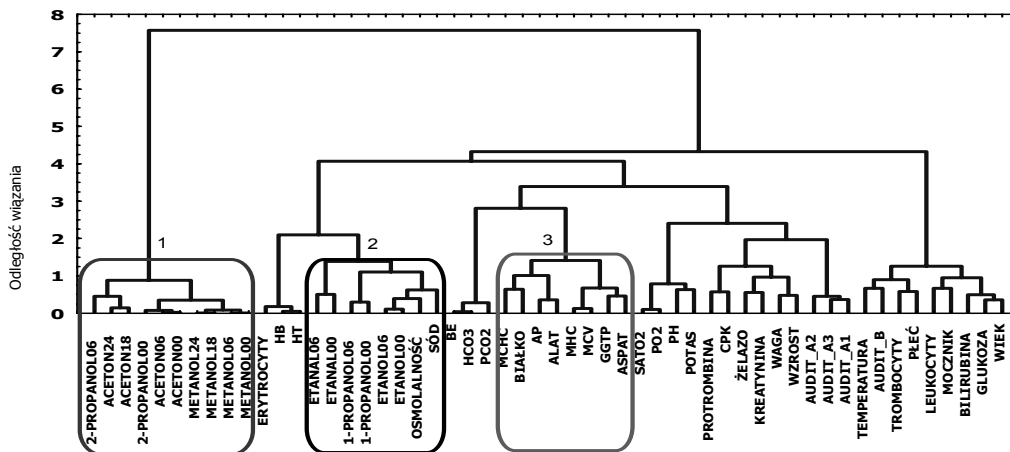 8
7
6
5
4
3
2
1
0
Odległość wiązania
1
2
3
2-PROPANOL06
ACETON24
ACETON18
2-PROPANOL00
ACETON06
ACETON00
METANOL24
METANOL18
METANOL06
METANOL00
ERYTROCYTY
HB
HT
ETANAL06
ETANAL00
1-PROPANOL06
1-PROPANOL00
ETANOL06
ETANOL00
OSMOLALNOŚĆ
SÓD
BE
HCO3
PCO2
MCHC
BIAŁKO
AP
ALAT
MHC
MCV
GGTP
ASPAT
SATO2
PO2
PH
POTAS
PROTROMBINA
CPK
ŻELAZO
KREATYNINA
WAGA
WZROST
AUDIT_A2
AUDIT_A3
AUDIT_A1
TEMPERATURA
AUDIT_B
TROMBOCYTY
PŁEĆ
LEUKOCYTY
MOCZNIK
BILIRUBINA
GLUKOZA
WIEK